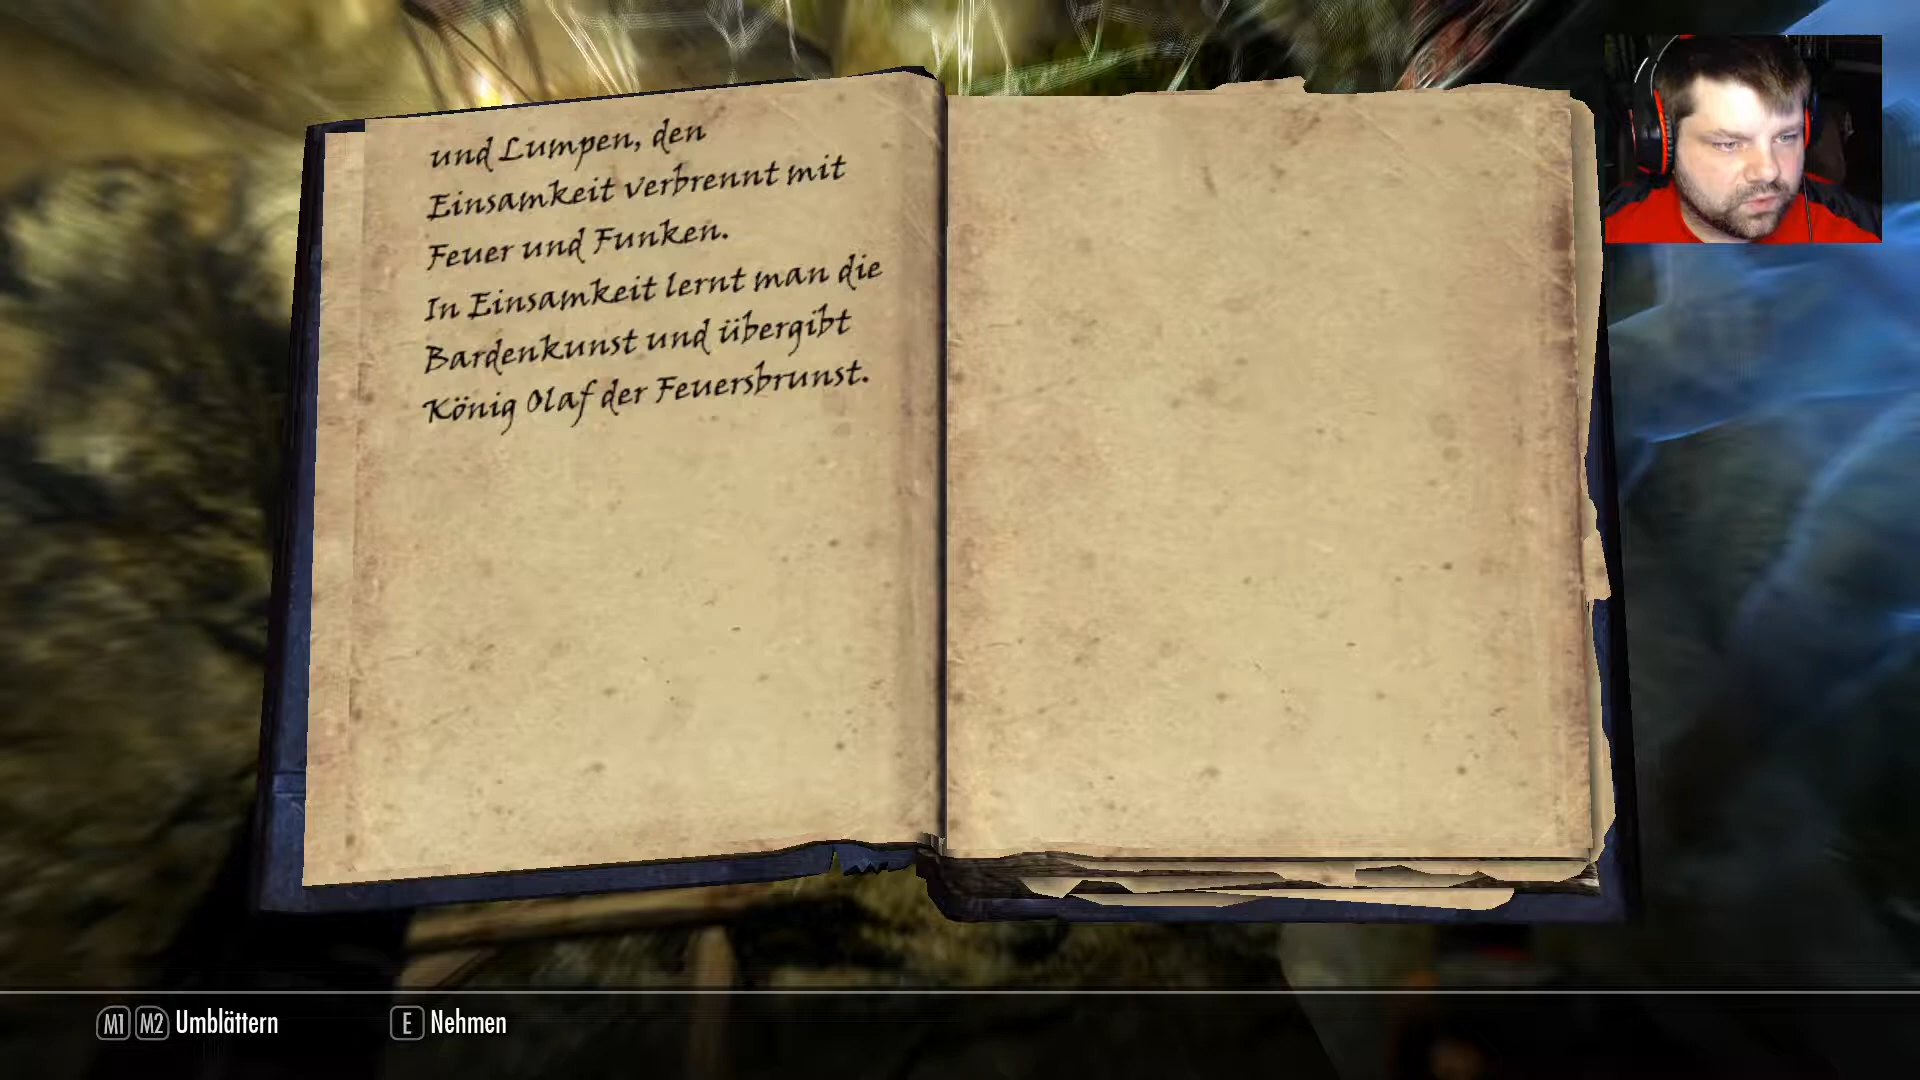 und Lumpen, den
Einsamkeit verbrennt mit
Feuer und Funken.
In Einsamkeit lernt man die
Bardenkunst und übergibt
König Olaf der Feuersbrunst.
M1 M2 Umblättern
E Nehmen